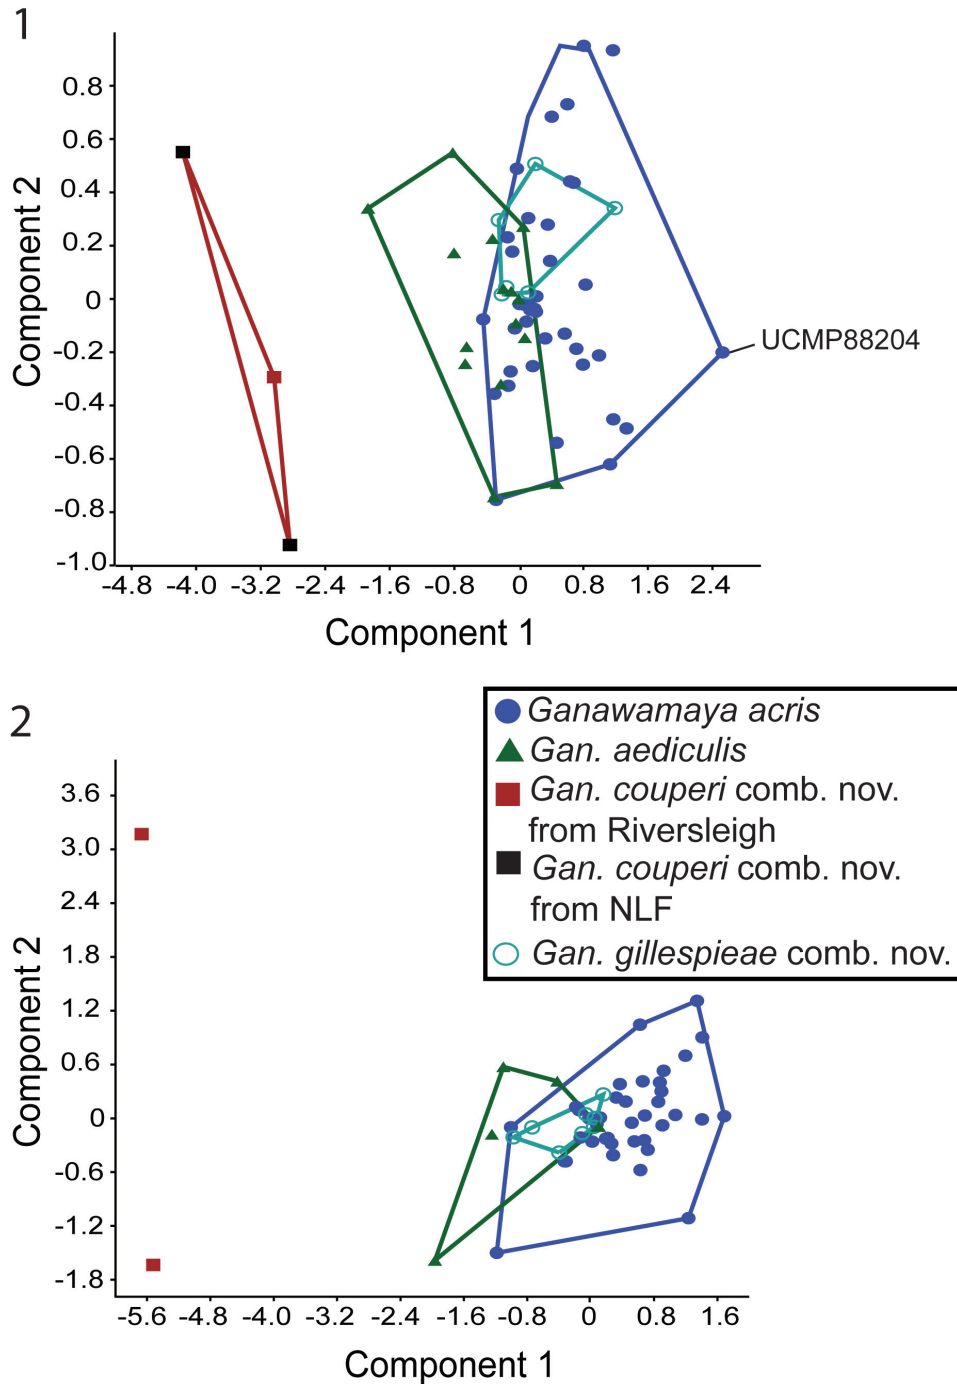 1
Component 2
0.8
0.6
0.4
0.2
0
-0.2
-0.4
-0.6
-0.8
-1.0
UCMP88204
-4.8 -4.0 -3.2 -2.4 -1.6 -0.8 0 0.8 1.6 2.4
Component 1
2
Ganawamaya acris
Gan. aediculis
Gan. couperi comb. nov.
from Riversleigh
Gan. couperi comb. nov.
from NLF
Gan. gillespieae comb. nov.
Component 2
3.6
3.0
2.4
1.8
1.2
0.6
0
-0.6
-1.2
-1.8
-5.6 -4.8 -4.0 -3.2 -2.4 -1.6 -0.8 0 0.8 1.6
Component 1